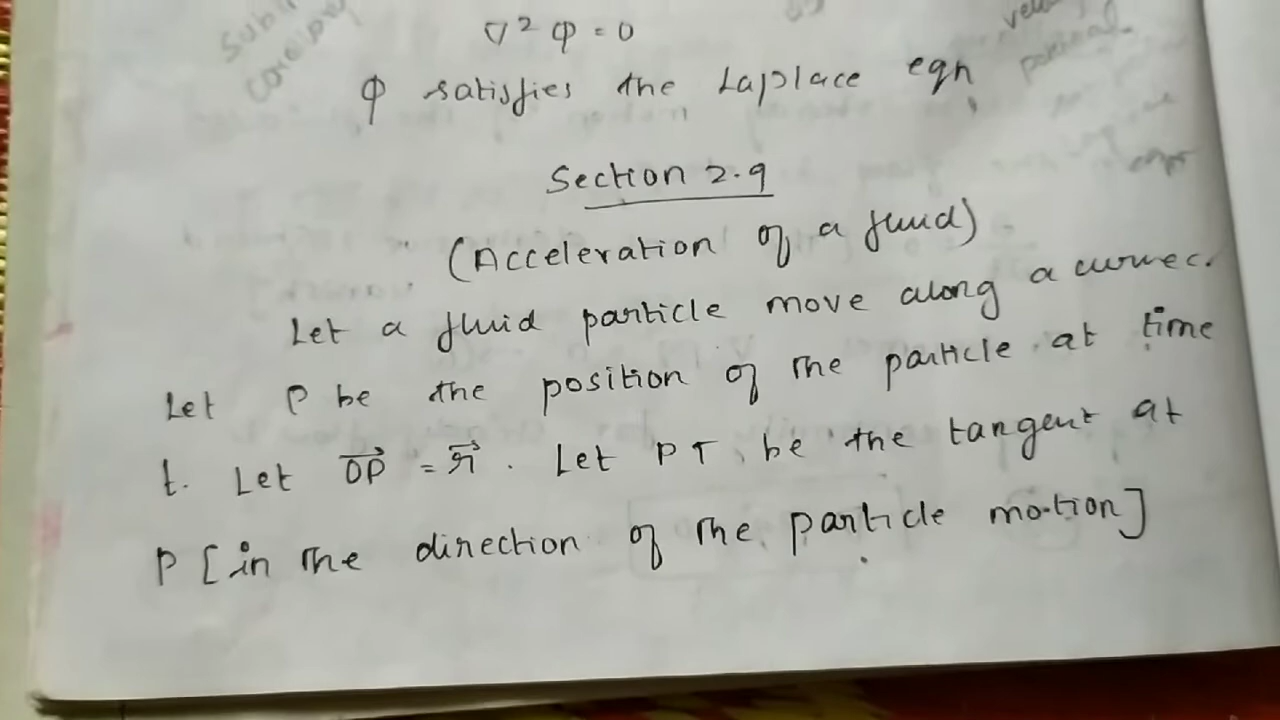 ∇² φ = 0
φ satisfies the Laplace eqn
Section 2.9
(Acceleration of a fluid)
Let a fluid particle move along a curve c.
Let P be the position of the particle at time
t. Let OP⃗ = r⃗. Let PT be the tangent at
P [in the direction of the particle motion]